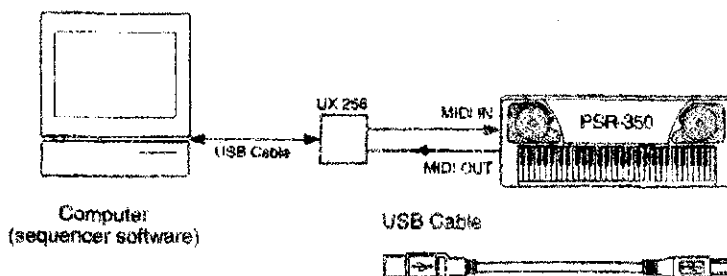 UX 256
MIDI IN
PSR-350
USB Cable
MIDI OUT
Computer
(sequencer software)
USB Cable